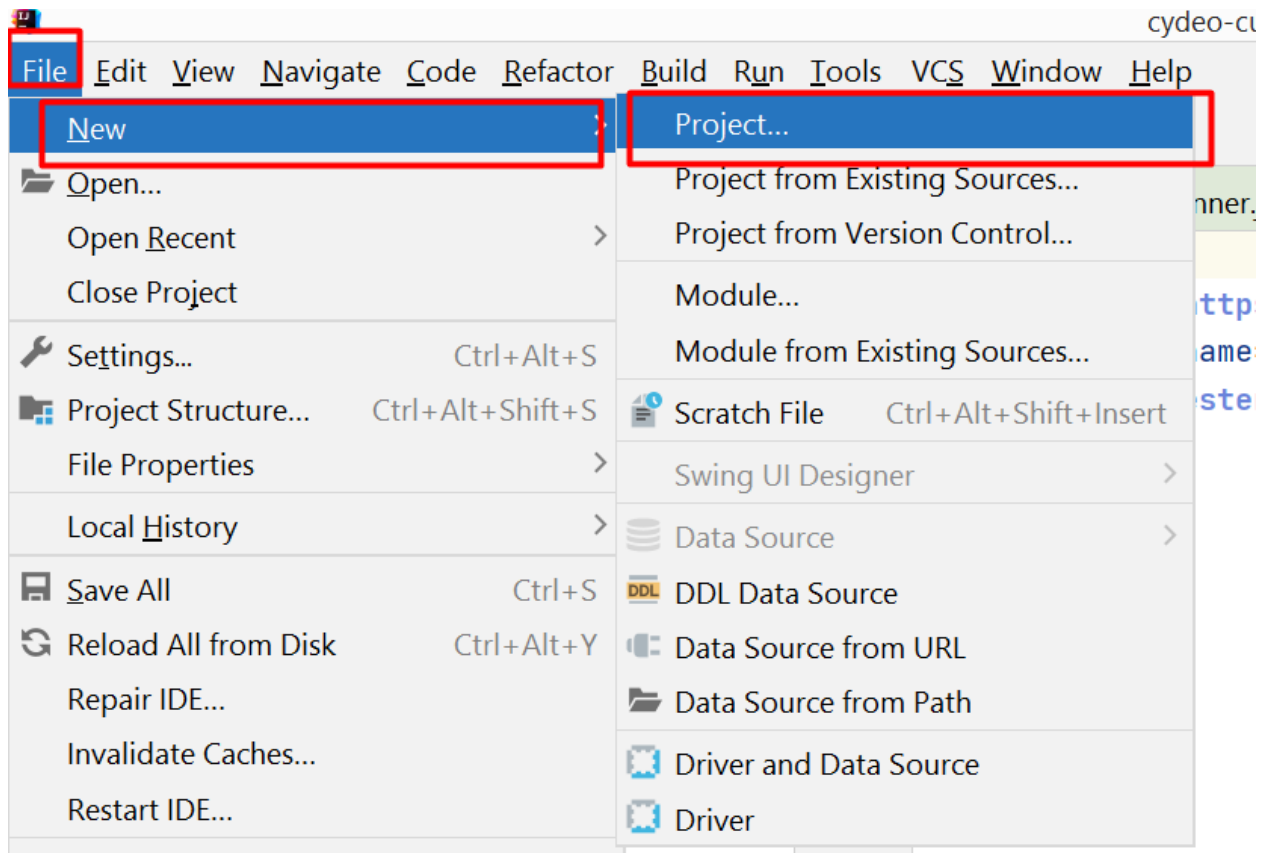 IJ
cydeo-cu
File Edit View Navigate Code Refactor Build Run Tools VCS Window Help
New
Open...
Open Recent
Close Project
Settings... Ctrl+Alt+S
Project Structure... Ctrl+Alt+Shift+S
File Properties
Local History
Save All Ctrl+S
Reload All from Disk Ctrl+Alt+Y
Repair IDE...
Invalidate Caches...
Restart IDE...
Project...
Project from Existing Sources...
Project from Version Control...
Module...
Module from Existing Sources...
Scratch File Ctrl+Alt+Shift+Insert
Swing UI Designer
Data Source
DDL DDL Data Source
Data Source from URL
Data Source from Path
Driver and Data Source
Driver
nner.
ttp
ame
ste